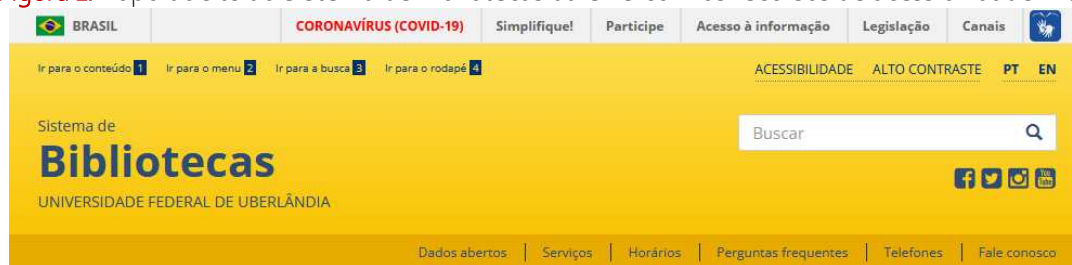 BRASIL CORONAVÍRUS (COVID-19) Simplifique! Participe Acesso à informação Legislação Canais
Ir para o conteúdo 1 Ir para o menu 2 Ir para a busca 3 Ir para o rodapé 4 ACESSIBILIDADE ALTO CONTRASTE PT EN
Sistema de
Buscar
Bibliotecas
UNIVERSIDADE FEDERAL DE UBERLÂNDIA
Dados abertos Serviços Horários Perguntas frequentes Telefones Fale conosco